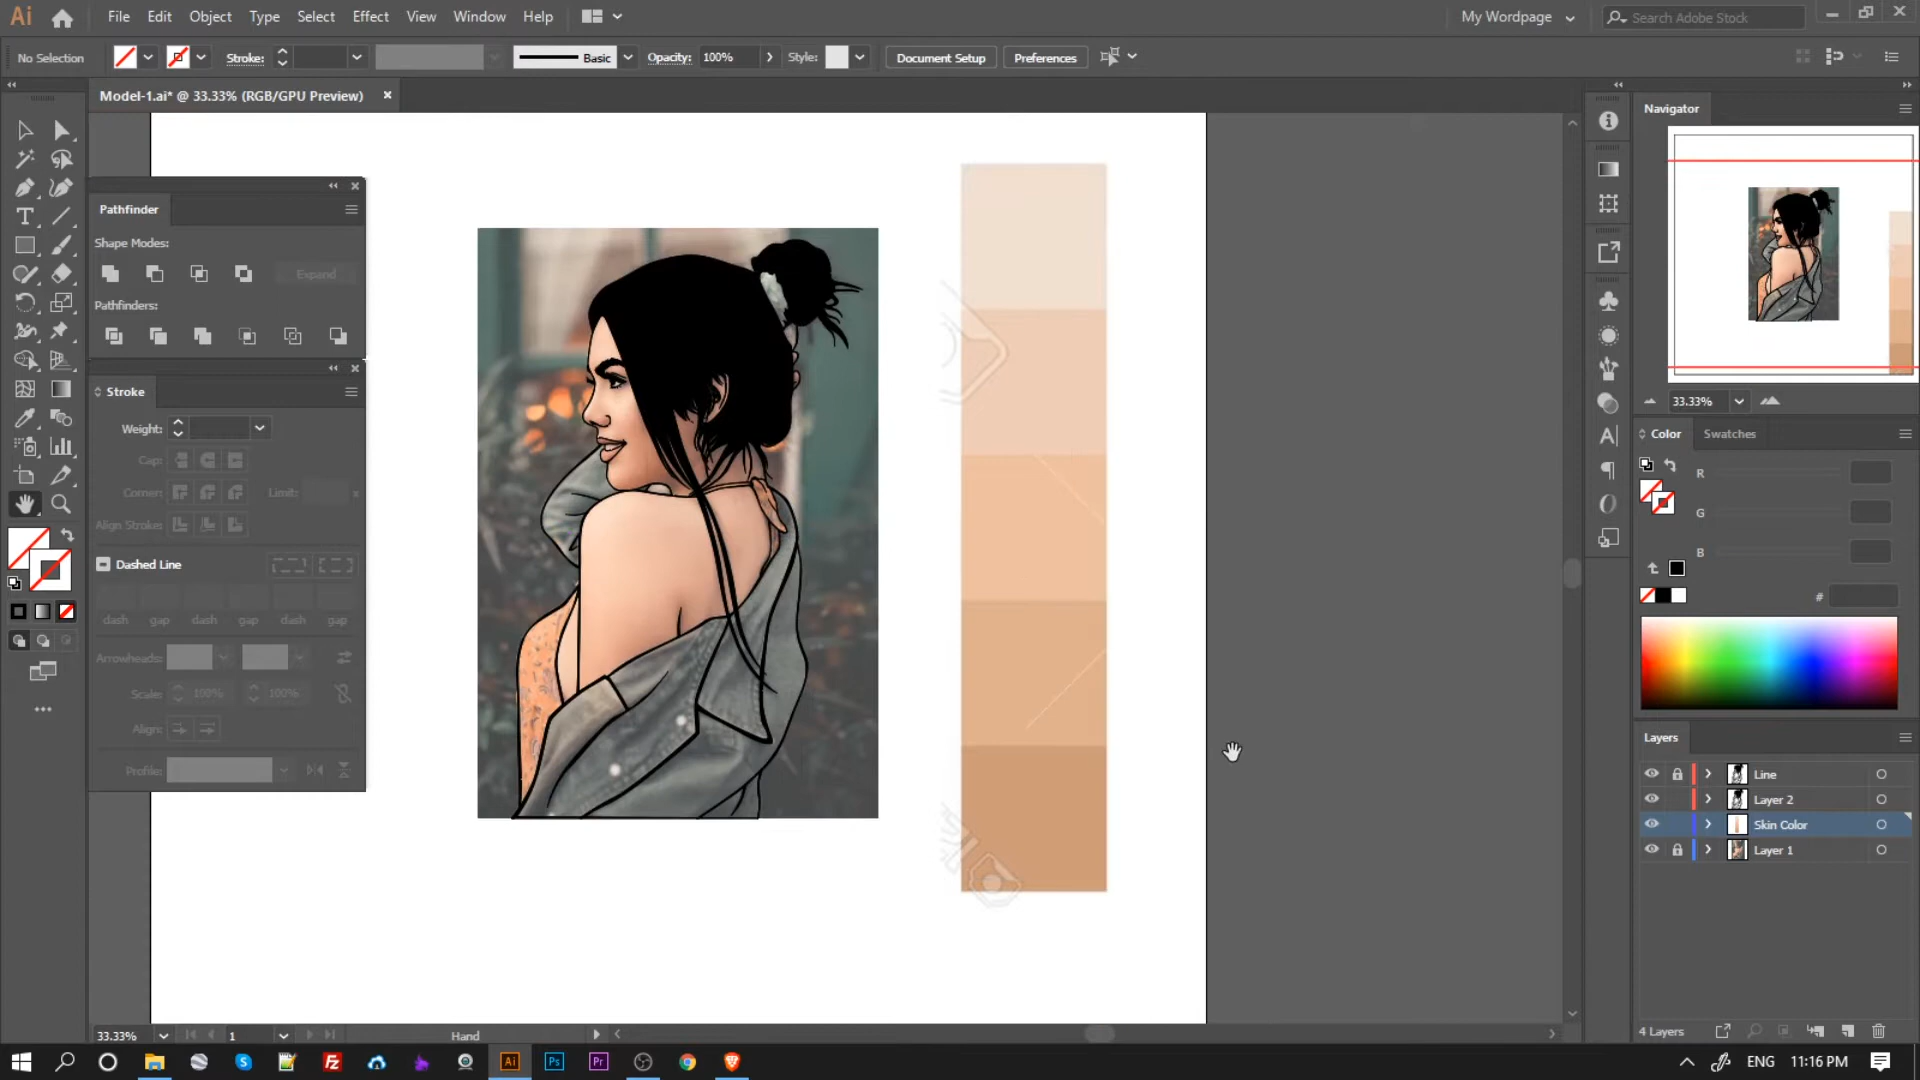 Ai File Edit Object Type Select Effect View Window Help My Wordpage Search Adobe Stock
No Selection Stroke: Basic Opacity: 100% Style: Document Setup Preferences
Model-1.ai* @ 33.33% (RGB/GPU Preview)
Pathfinder
Shape Modes:
Expand
Pathfinders:
Stroke
Weight:
Cap:
Corner: Limit: x
Align Stroke:
Dashed Line
dash gap dash gap dash gap
Arrowheads:
Scale: 100% 100%
Align:
Profile:
Navigator
33.33%
Color Swatches
R
G
B
#
Layers
Line
Layer 2
Skin Color
Layer 1
4 Layers
33.33% 1 Hand
Ai Ps Pr ENG 11:16 PM